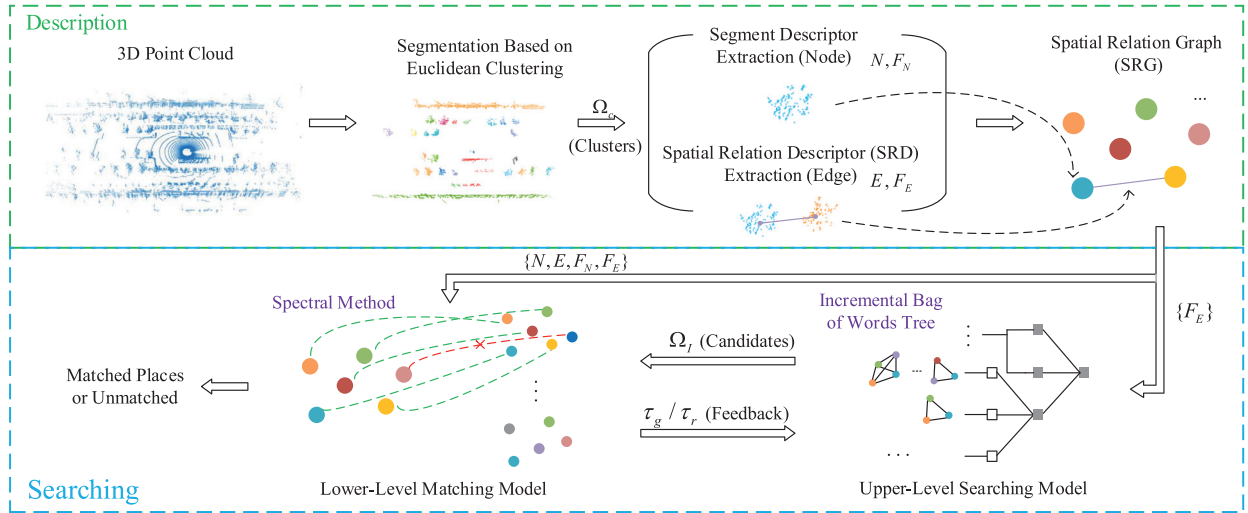 Description
3D Point Cloud
Segmentation Based on
Euclidean Clustering
Ω_c
(Clusters)
Segment Descriptor
Extraction (Node) N, F_N
Spatial Relation Descriptor (SRD)
Extraction (Edge) E, F_E
Spatial Relation Graph
(SRG)
...
{N, E, F_N, F_E}
{F_E}
Spectral Method
Incremental Bag
of Words Tree
Ω_I (Candidates)
τ_g / τ_r (Feedback)
Matched Places
or Unmatched
...
Searching
Lower-Level Matching Model
Upper-Level Searching Model